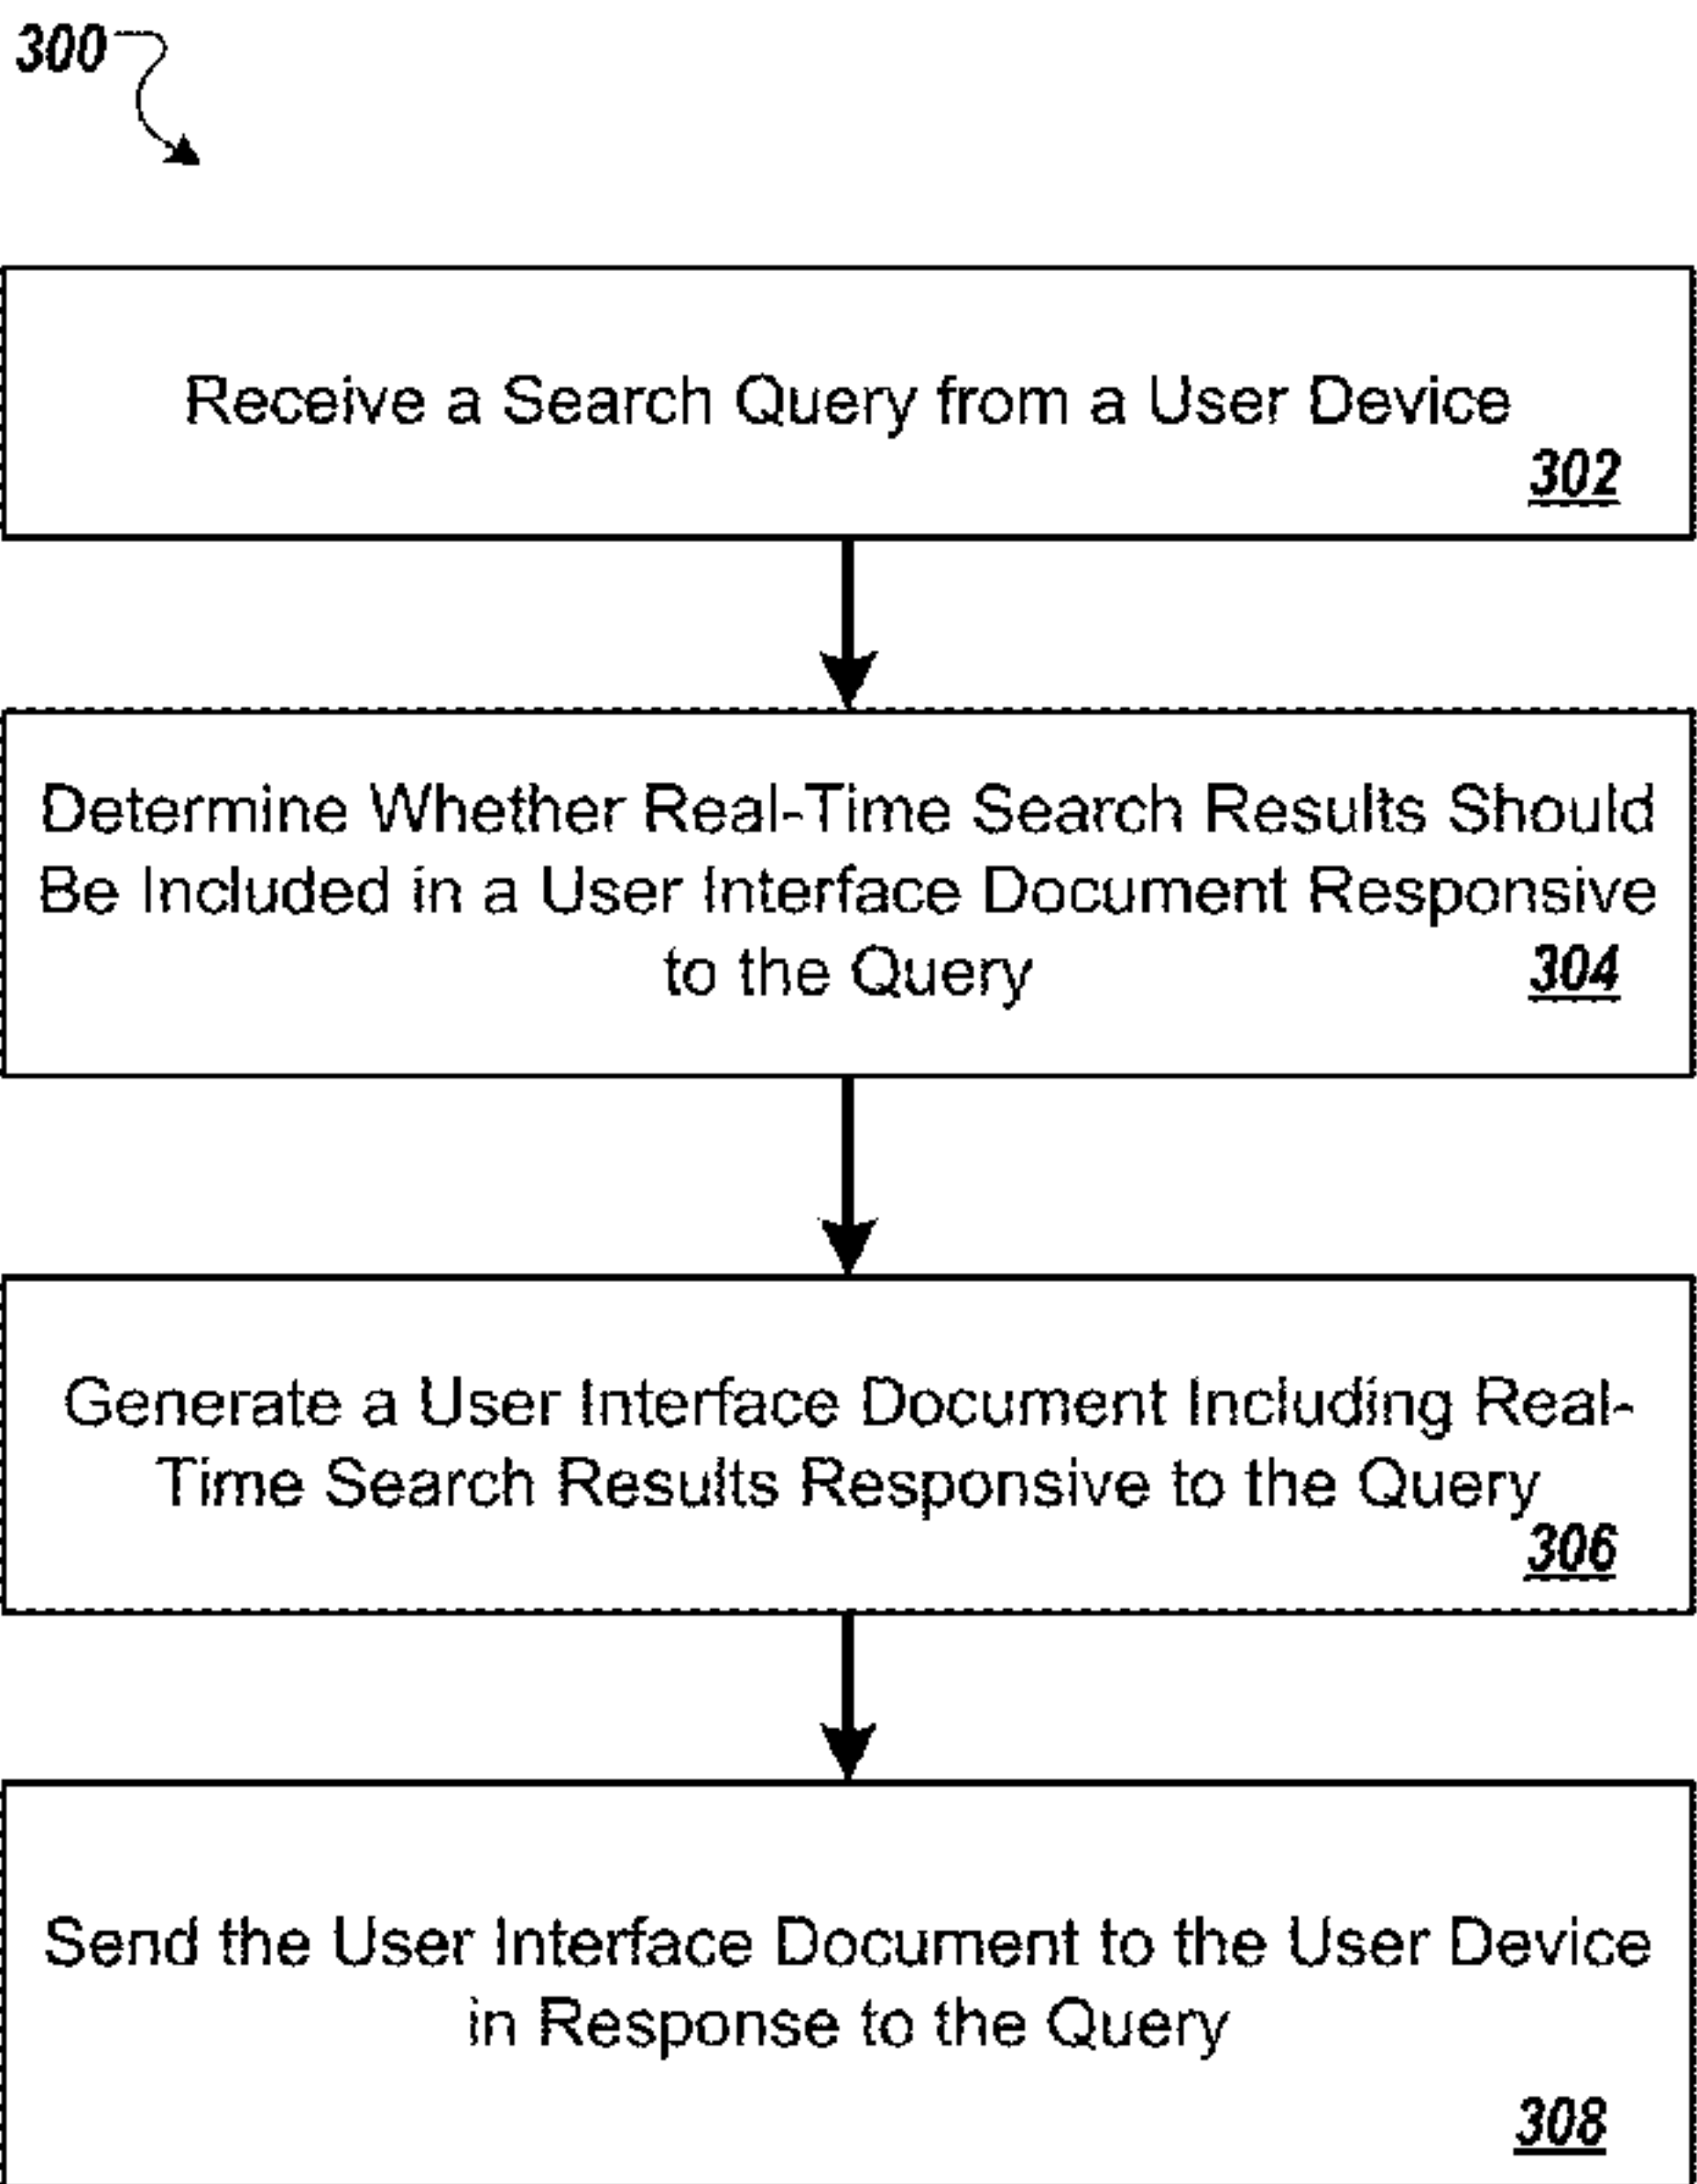 300
Receive a Search Query from a User Device
302
Determine Whether Real-Time Search Results Should
Be Included in a User Interface Document Responsive
to the Query
304
Generate a User Interface Document Including Real-
Time Search Results Responsive to the Query
306
Send the User Interface Document to the User Device
in Response to the Query
308